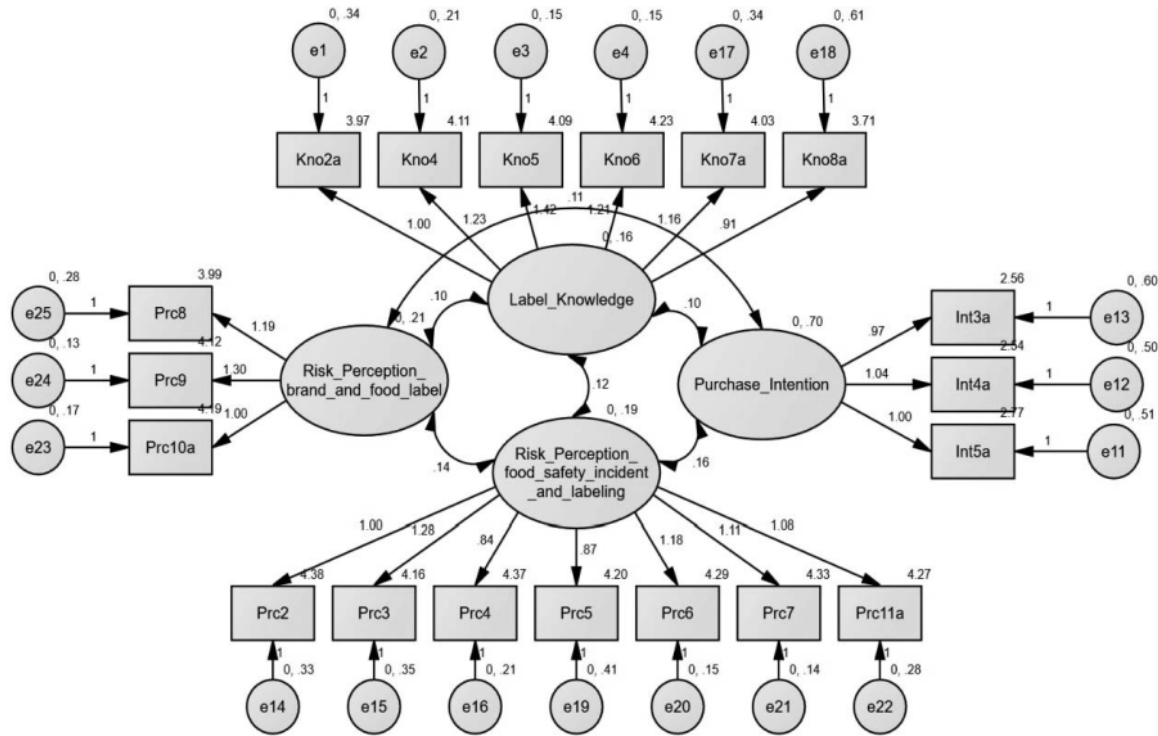 0, .34
0, .21
0, .15
0, .15
0, .34
0, .61
e1
e2
e3
e4
e17
e18
1
1
1
1
1
1
3.97
4.11
4.09
4.23
4.03
3.71
Kno2a
Kno4
Kno5
Kno6
Kno7a
Kno8a
.11
1.00
1.23
1.42
1.21
1.16
.91
0, .16
Label_Knowledge
0, .28
3.99
e25
1
Prc8
1.19
0, .13
4.12
e24
1
Prc9
1.30
0, .17
4.19
e23
1
Prc10a
1.00
0, .21
Risk_Perception_
brand_and_food_label
.10
.10
.12
.14
.16
0, .70
Purchase_Intention
2.56
0, .60
.97
Int3a
1
e13
2.54
0, .50
1.04
Int4a
1
e12
2.77
0, .51
1.00
Int5a
1
e11
0, .19
Risk_Perception_
food_safety_incident
_and_labeling
1.00
1.28
.84
.87
1.18
1.11
1.08
4.38
4.16
4.37
4.20
4.29
4.33
4.27
Prc2
Prc3
Prc4
Prc5
Prc6
Prc7
Prc11a
1
1
1
1
1
1
1
0, .33
0, .35
0, .21
0, .41
0, .15
0, .14
0, .28
e14
e15
e16
e19
e20
e21
e22